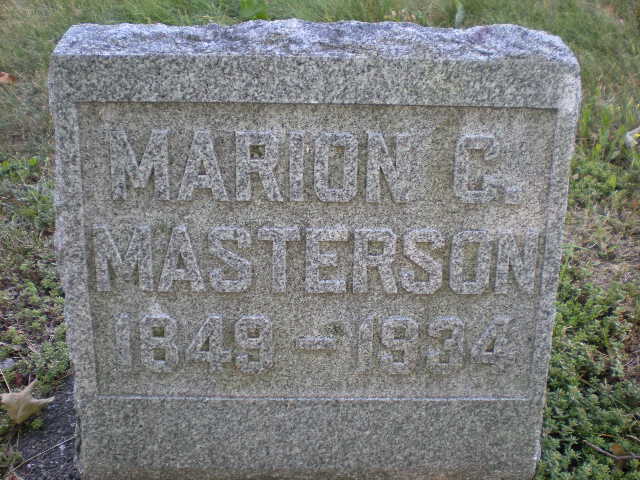 MARION C.
MASTERSON
1849 – 1934